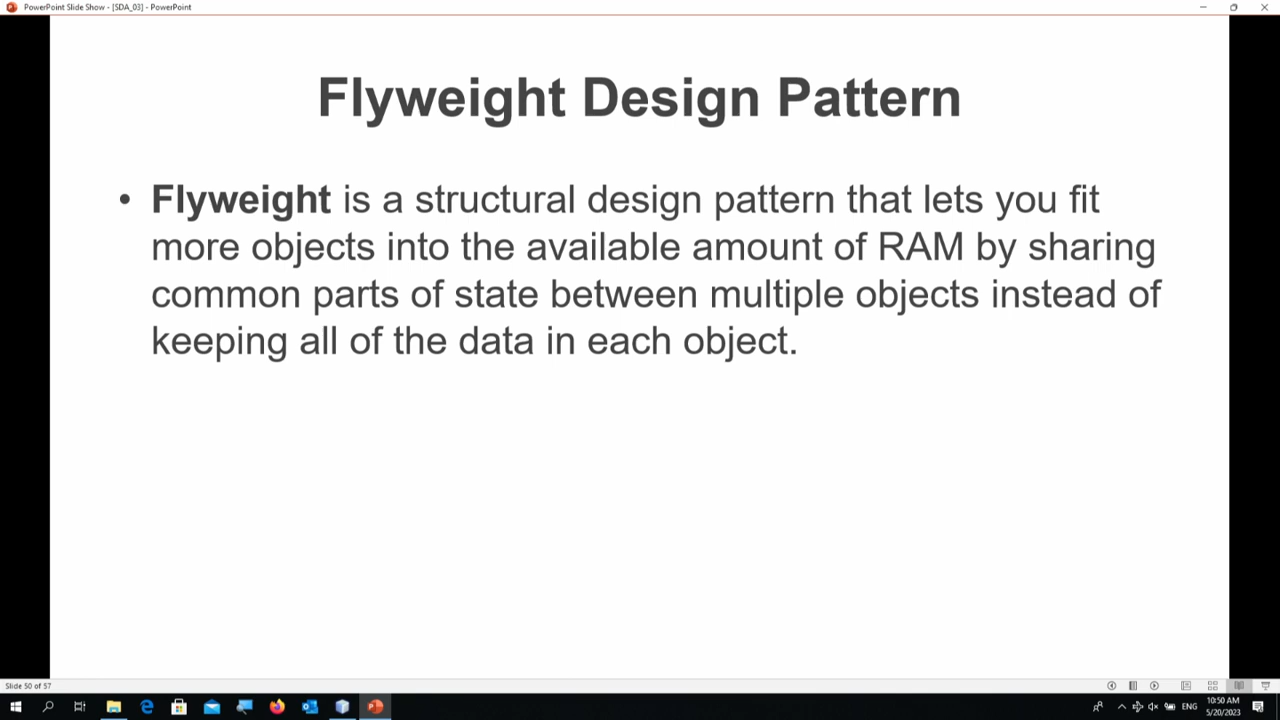 PowerPoint Slide Show - [SDA_03] - PowerPoint
Flyweight Design Pattern
• Flyweight is a structural design pattern that lets you fit
more objects into the available amount of RAM by sharing
common parts of state between multiple objects instead of
keeping all of the data in each object.
Slide 50 of 57
ENG
10:50 AM
5/20/2023